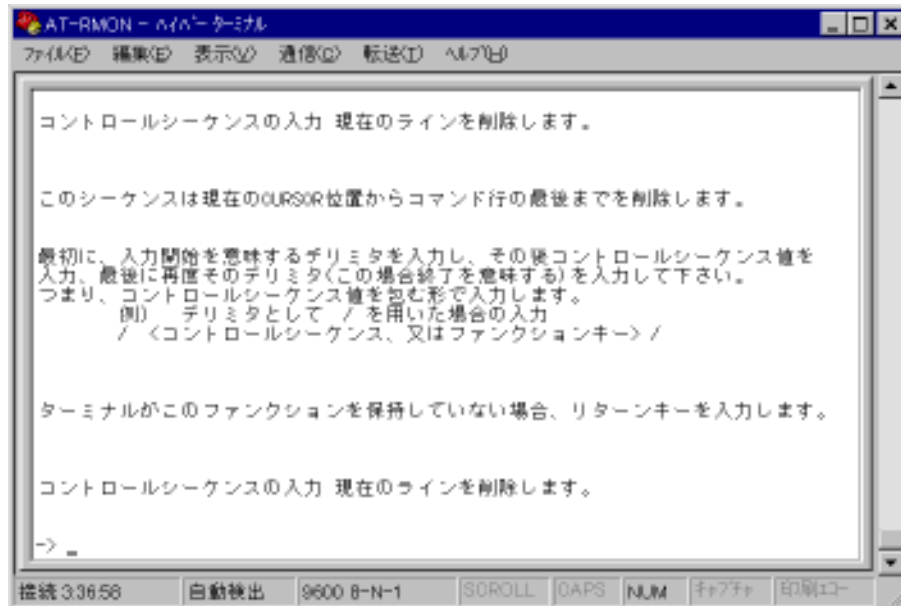 AT-RMON - ﾊｲﾊﾟｰﾀｰﾐﾅﾙ
ﾌｧｲﾙ(F) 編集(E) 表示(V) 通信(C) 転送(T) ﾍﾙﾌﾟ(H)
コントロールシーケンスの入力 現在のラインを削除します。
このシーケンスは現在のCURSOR位置からコマンド行の最後までを削除します。
最初に、入力開始を意味するデリミタを入力し、その後コントロールシーケンス値を
入力、最後に再度そのデリミタ(この場合終了を意味する)を入力して下さい。
つまり、コントロールシーケンス値を包む形で入力します。
例) デリミタとして / を用いた場合の入力
/ <コントロールシーケンス、又はファンクションキー> /
ターミナルがこのファンクションを保持していない場合、リターンキーを入力します。
コントロールシーケンスの入力 現在のラインを削除します。
-> _
接続 3:36:58 自動検出 9600 8-N-1 SCROLL CAPS NUM ｷｬﾌﾟﾁｬ 印刷ｴｺｰ